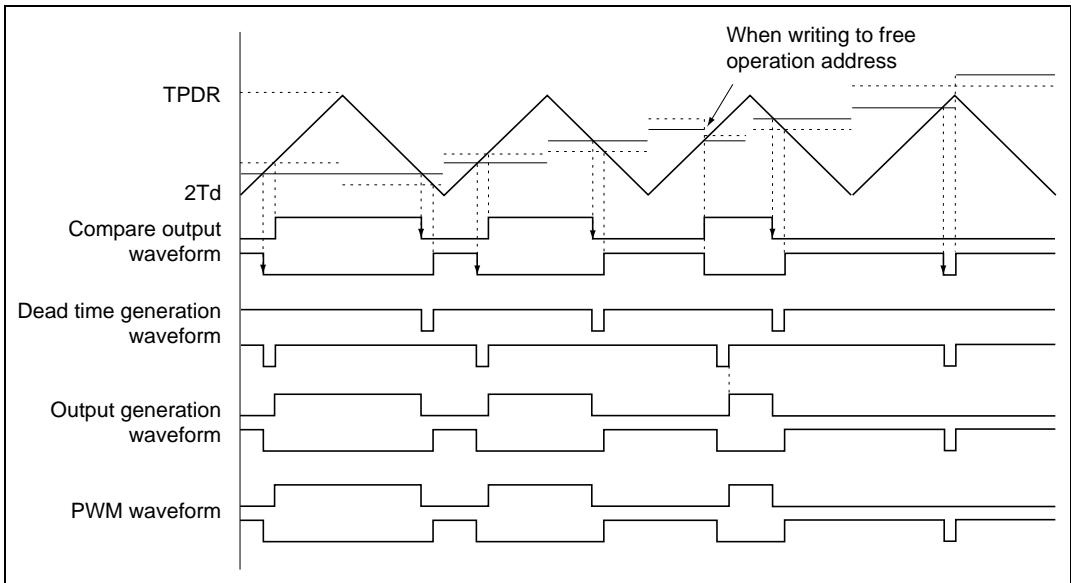 When writing to free
operation address
TPDR
2Td
Compare output
waveform
Dead time generation
waveform
Output generation
waveform
PWM waveform